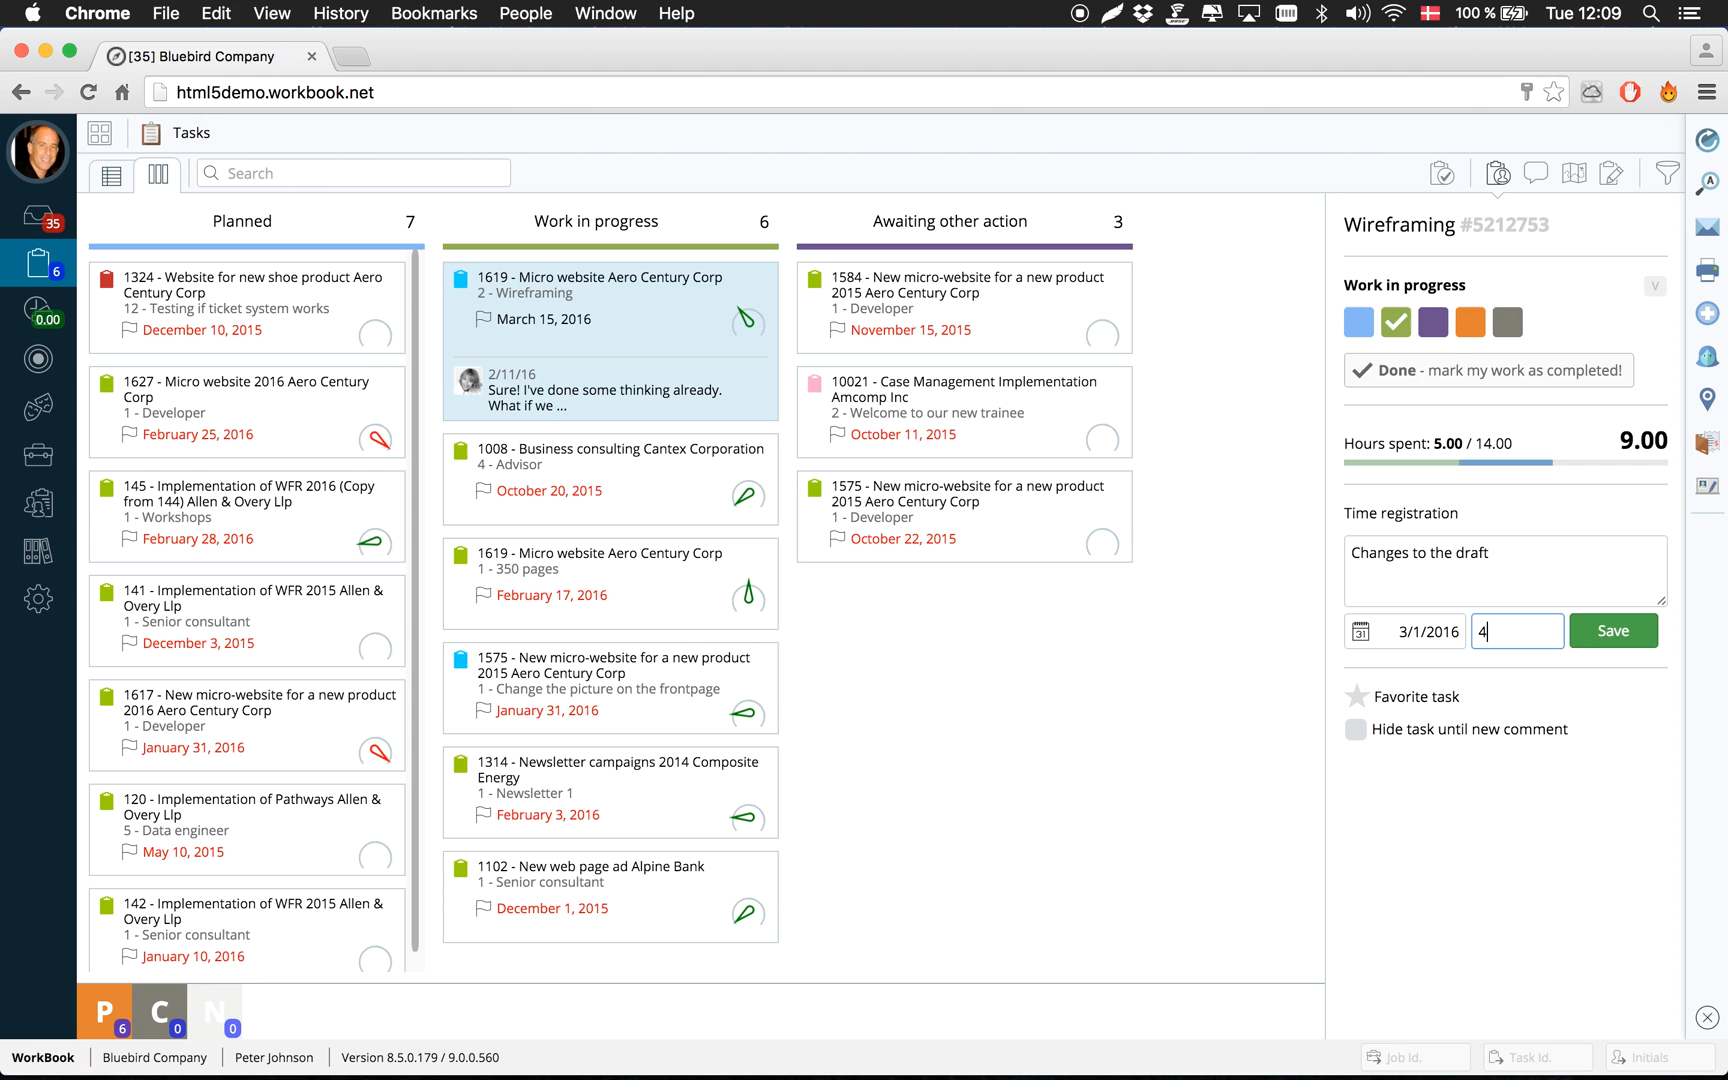 Chrome File Edit View History Bookmarks People Window Help 100 % Tue 12:09
[35] Bluebird Company
html5demo.workbook.net
Tasks
Search
35
6
0.00
Planned 7
1324 - Website for new shoe product Aero
Century Corp
12 - Testing if ticket system works
December 10, 2015
1627 - Micro website 2016 Aero Century
Corp
1 - Developer
February 25, 2016
145 - Implementation of WFR 2016 (Copy
from 144) Allen & Overy Llp
1 - Workshops
February 28, 2016
141 - Implementation of WFR 2015 Allen &
Overy Llp
1 - Senior consultant
December 3, 2015
1617 - New micro-website for a new product
2016 Aero Century Corp
1 - Developer
January 31, 2016
120 - Implementation of Pathways Allen &
Overy Llp
5 - Data engineer
May 10, 2015
142 - Implementation of WFR 2015 Allen &
Overy Llp
1 - Senior consultant
January 10, 2016
Work in progress 6
1619 - Micro website Aero Century Corp
2 - Wireframing
March 15, 2016
2/11/16
Sure! I've done some thinking already.
What if we ...
1008 - Business consulting Cantex Corporation
4 - Advisor
October 20, 2015
1619 - Micro website Aero Century Corp
1 - 350 pages
February 17, 2016
1575 - New micro-website for a new product
2015 Aero Century Corp
1 - Change the picture on the frontpage
January 31, 2016
1314 - Newsletter campaigns 2014 Composite
Energy
1 - Newsletter 1
February 3, 2016
1102 - New web page ad Alpine Bank
1 - Senior consultant
December 1, 2015
Awaiting other action 3
1584 - New micro-website for a new product
2015 Aero Century Corp
1 - Developer
November 15, 2015
10021 - Case Management Implementation
Amcomp Inc
2 - Welcome to our new trainee
October 11, 2015
1575 - New micro-website for a new product
2015 Aero Century Corp
1 - Developer
October 22, 2015
Wireframing #5212753
Work in progress V
Done - mark my work as completed!
Hours spent: 5.00 / 14.00 9.00
Time registration
Changes to the draft
31 3/1/2016 4 Save
Favorite task
Hide task until new comment
P 6 C 0 N 0
WorkBook Bluebird Company Peter Johnson Version 8.5.0.179 / 9.0.0.560 Job Id. Task Id. Initials